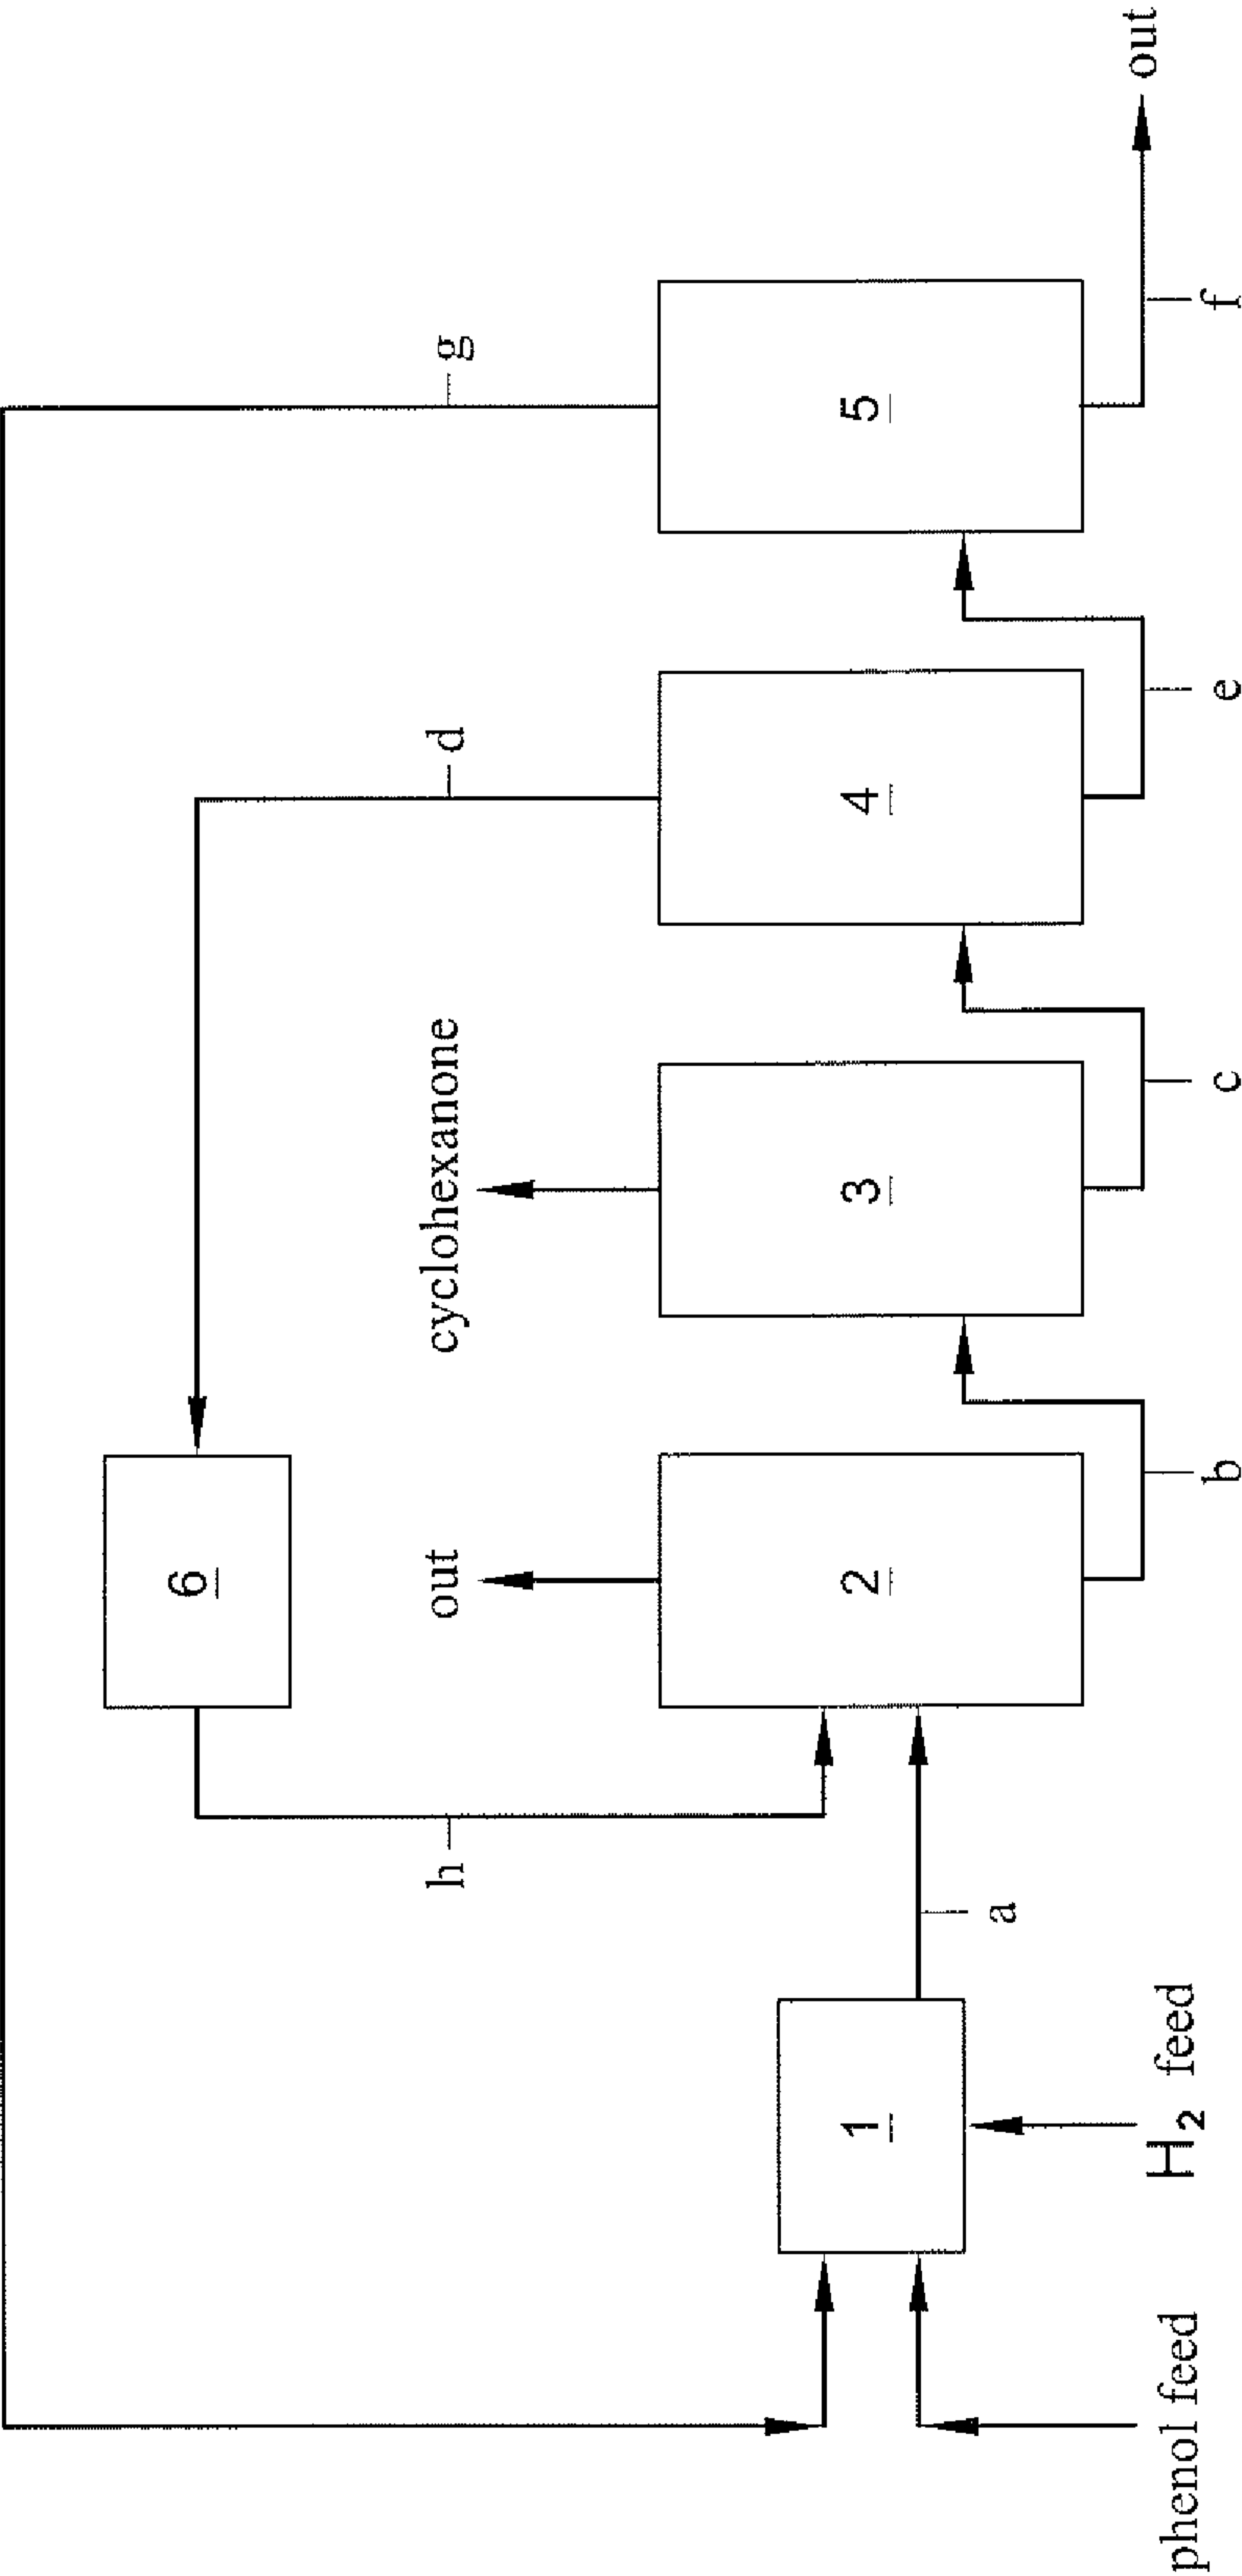 g
d
cyclohexanone
6
out
h
5
4
3
2
1
a
out
f
e
c
b
H₂ feed
phenol feed